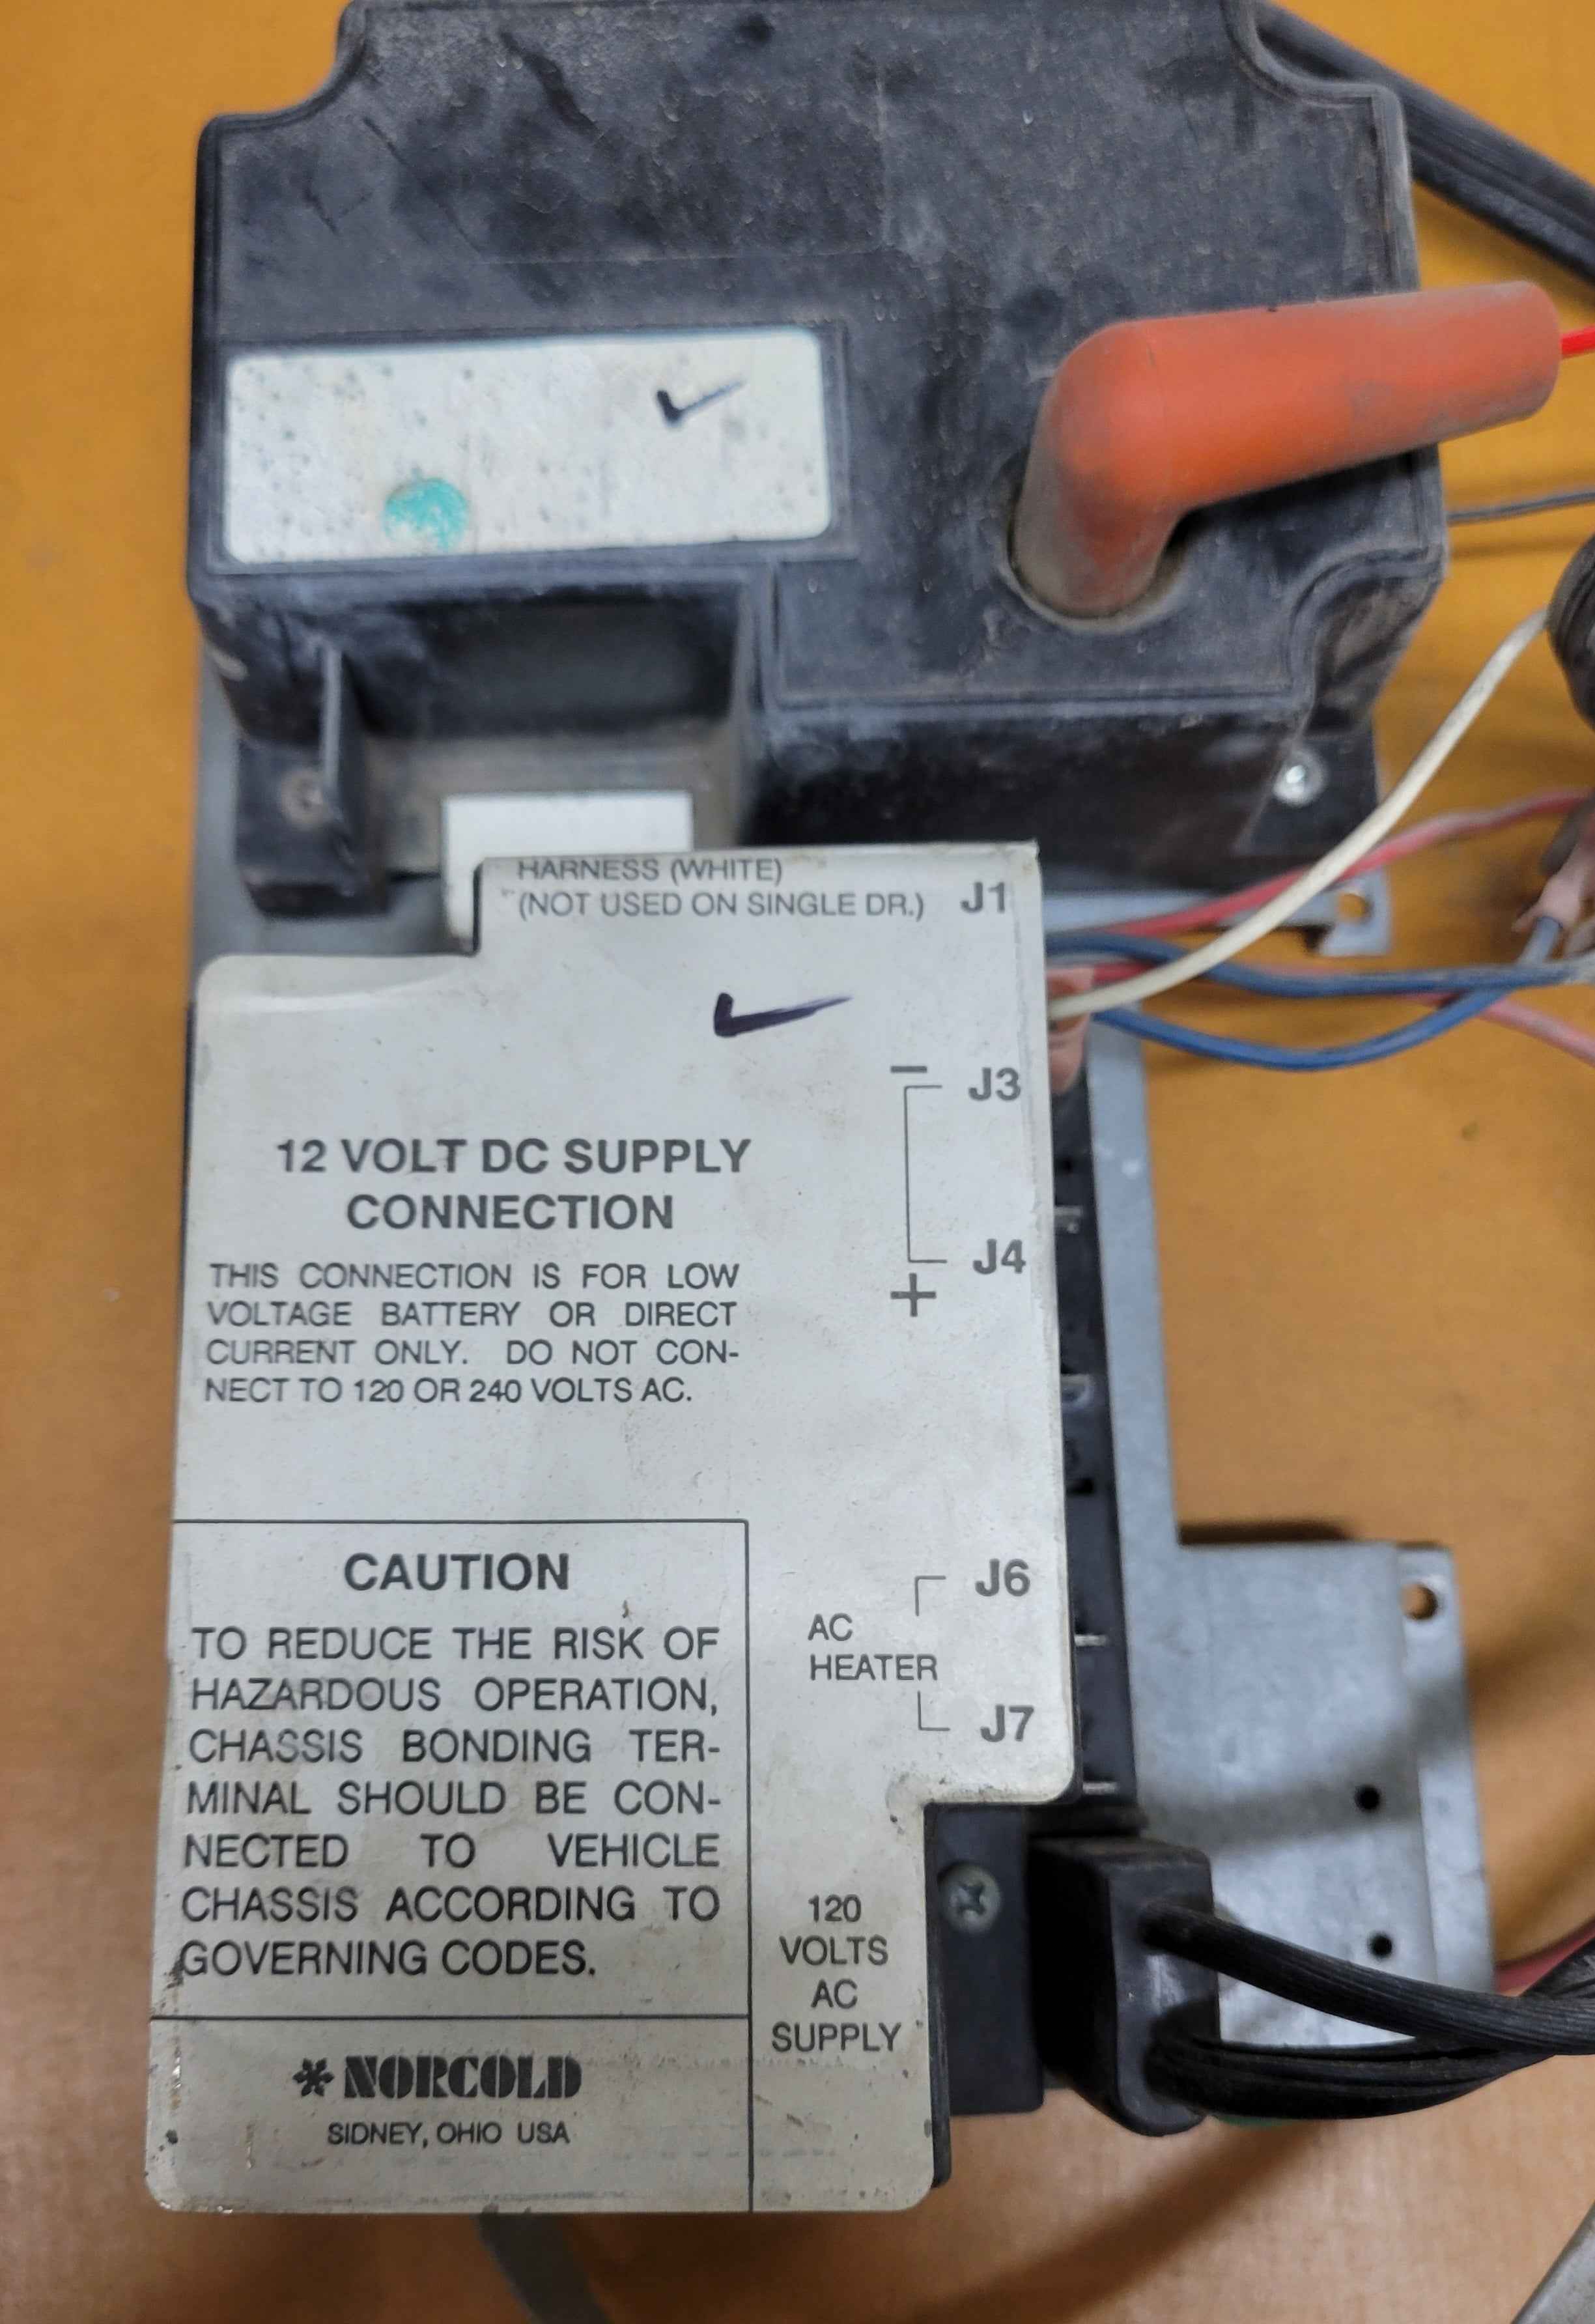 HARNESS (WHITE)
(NOT USED ON SINGLE DR.) J1
− J3
12 VOLT DC SUPPLY
CONNECTION
J4
+
THIS CONNECTION IS FOR LOW
VOLTAGE BATTERY OR DIRECT
CURRENT ONLY. DO NOT CON-
NECT TO 120 OR 240 VOLTS AC.
CAUTION
TO REDUCE THE RISK OF
HAZARDOUS OPERATION,
CHASSIS BONDING TER-
MINAL SHOULD BE CON-
NECTED TO VEHICLE
CHASSIS ACCORDING TO
GOVERNING CODES.
J6
AC
HEATER
J7
120
VOLTS
AC
SUPPLY
NORCOLD
SIDNEY, OHIO USA